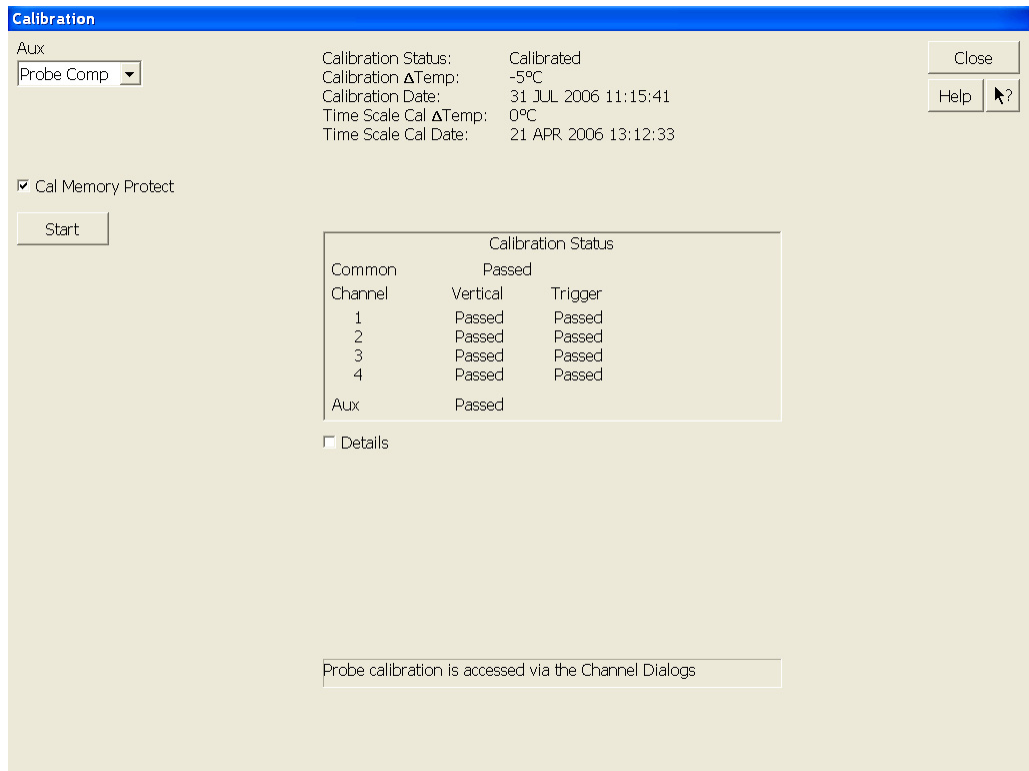 Calibration
Aux
Probe Comp
Calibration Status: Calibrated
Calibration ΔTemp: -5ºC
Calibration Date: 31 JUL 2006 11:15:41
Time Scale Cal ΔTemp: 0ºC
Time Scale Cal Date: 21 APR 2006 13:12:33
Close
Help ?
Cal Memory Protect
Start
Calibration Status
Common Passed
Channel Vertical Trigger
1 Passed Passed
2 Passed Passed
3 Passed Passed
4 Passed Passed
Aux Passed
Details
Probe calibration is accessed via the Channel Dialogs